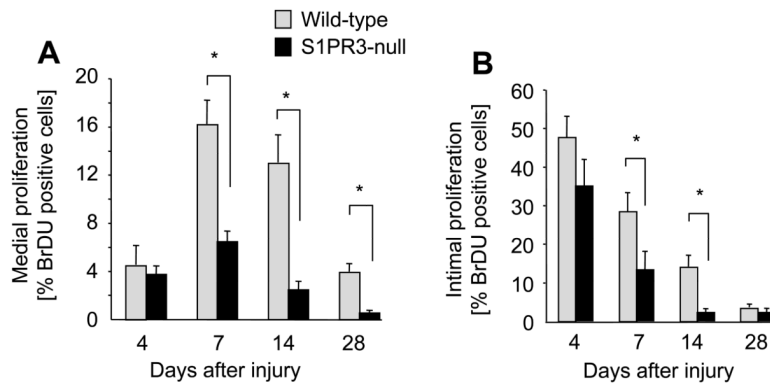 Wild-type
S1PR3-null
A
Medial proliferation
[% BrDU positive cells]
20
16
12
8
4
0
*
*
*
4 7 14 28
Days after injury
B
Intimal proliferation
[% BrDU positive cells]
60
50
40
30
20
10
0
*
*
4 7 14 28
Days after injury